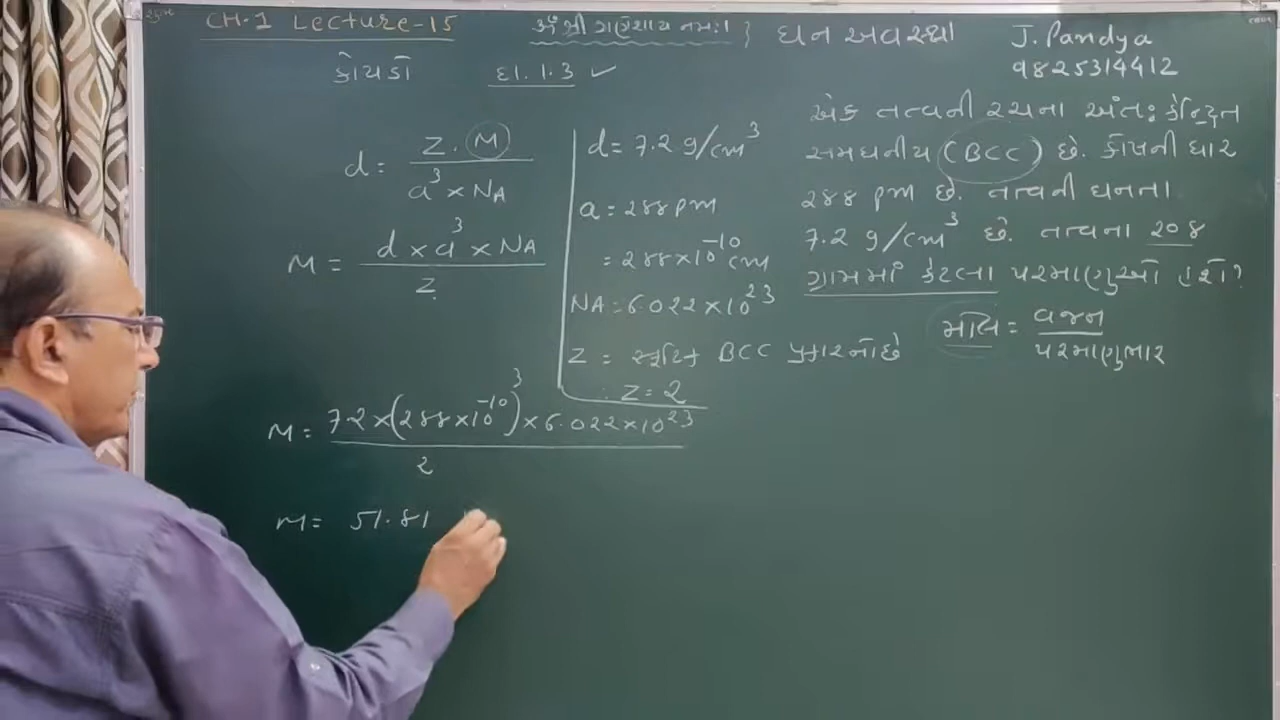 CH-1 Lecture-15
ૐ શ્રી ગણેશાય નમઃ।
ઘન અવસ્થા
J. Pandya
9825314412
કોયડો
દા. 1.3 ✓
d = Z . M / a³ × NA
M = d × a³ × NA / Z
d = 7.2 g/cm³
a = 288 pm
= 288 × 10⁻¹⁰ cm
NA = 6.022 × 10²³
Z = સ્ફટિક BCC પ્રકારનો છે
∴ Z = 2
એક તત્વની રચના અંતઃ કેન્દ્રિત
સમઘનીય (BCC) છે. કોષની ધાર
288 pm છે. તત્વની ઘનતા
7.2 g/cm³ છે. તત્વના 208
ગ્રામમાં કેટલા પરમાણુઓ હશે?
મોલ = વજન / પરમાણુભાર
M = 7.2 × (288 × 10⁻¹⁰)³ × 6.022 × 10²³ / 2
M = 51.81